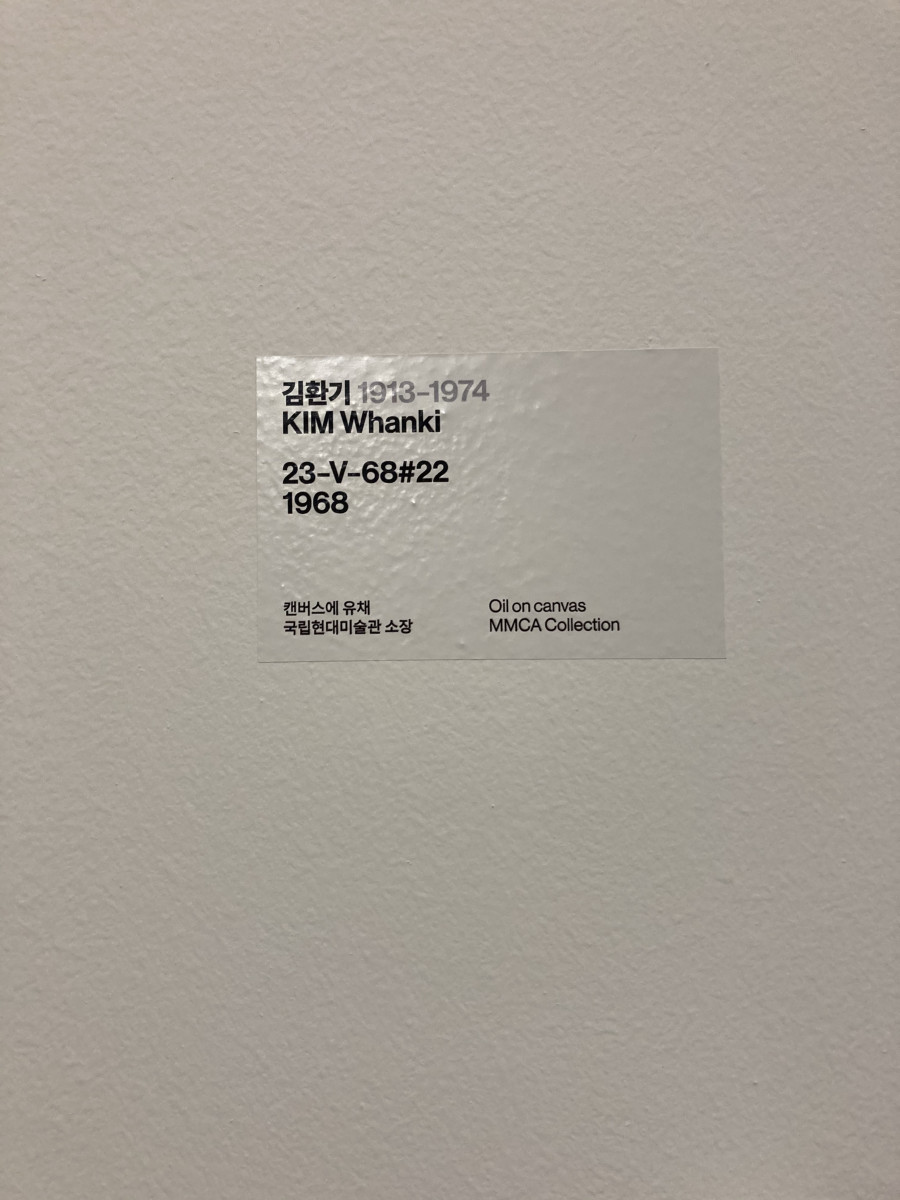 김환기 1913–1974
KIM Whanki
23–V–68#22
1968
캔버스에 유채
국립현대미술관 소장
Oil on canvas
MMCA Collection